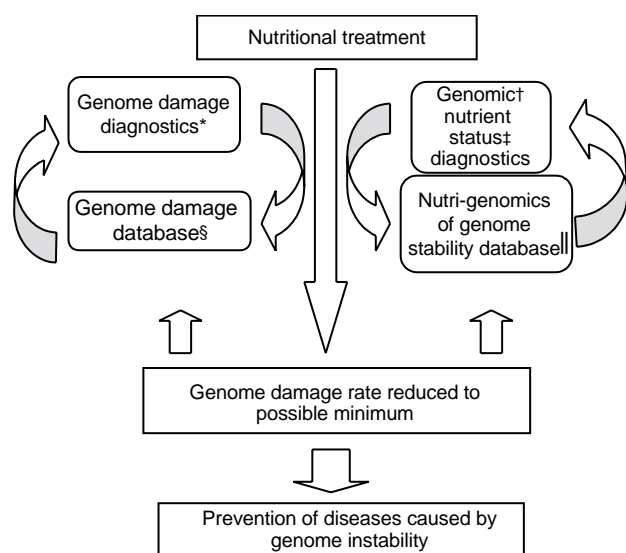 Nutritional treatment
Genome damage
diagnostics*
Genomic†
nutrient
status‡
diagnostics
Genome damage
database§
Nutri-genomics
of genome
stability database||
Genome damage rate reduced to
possible minimum
Prevention of diseases caused by
genome instability